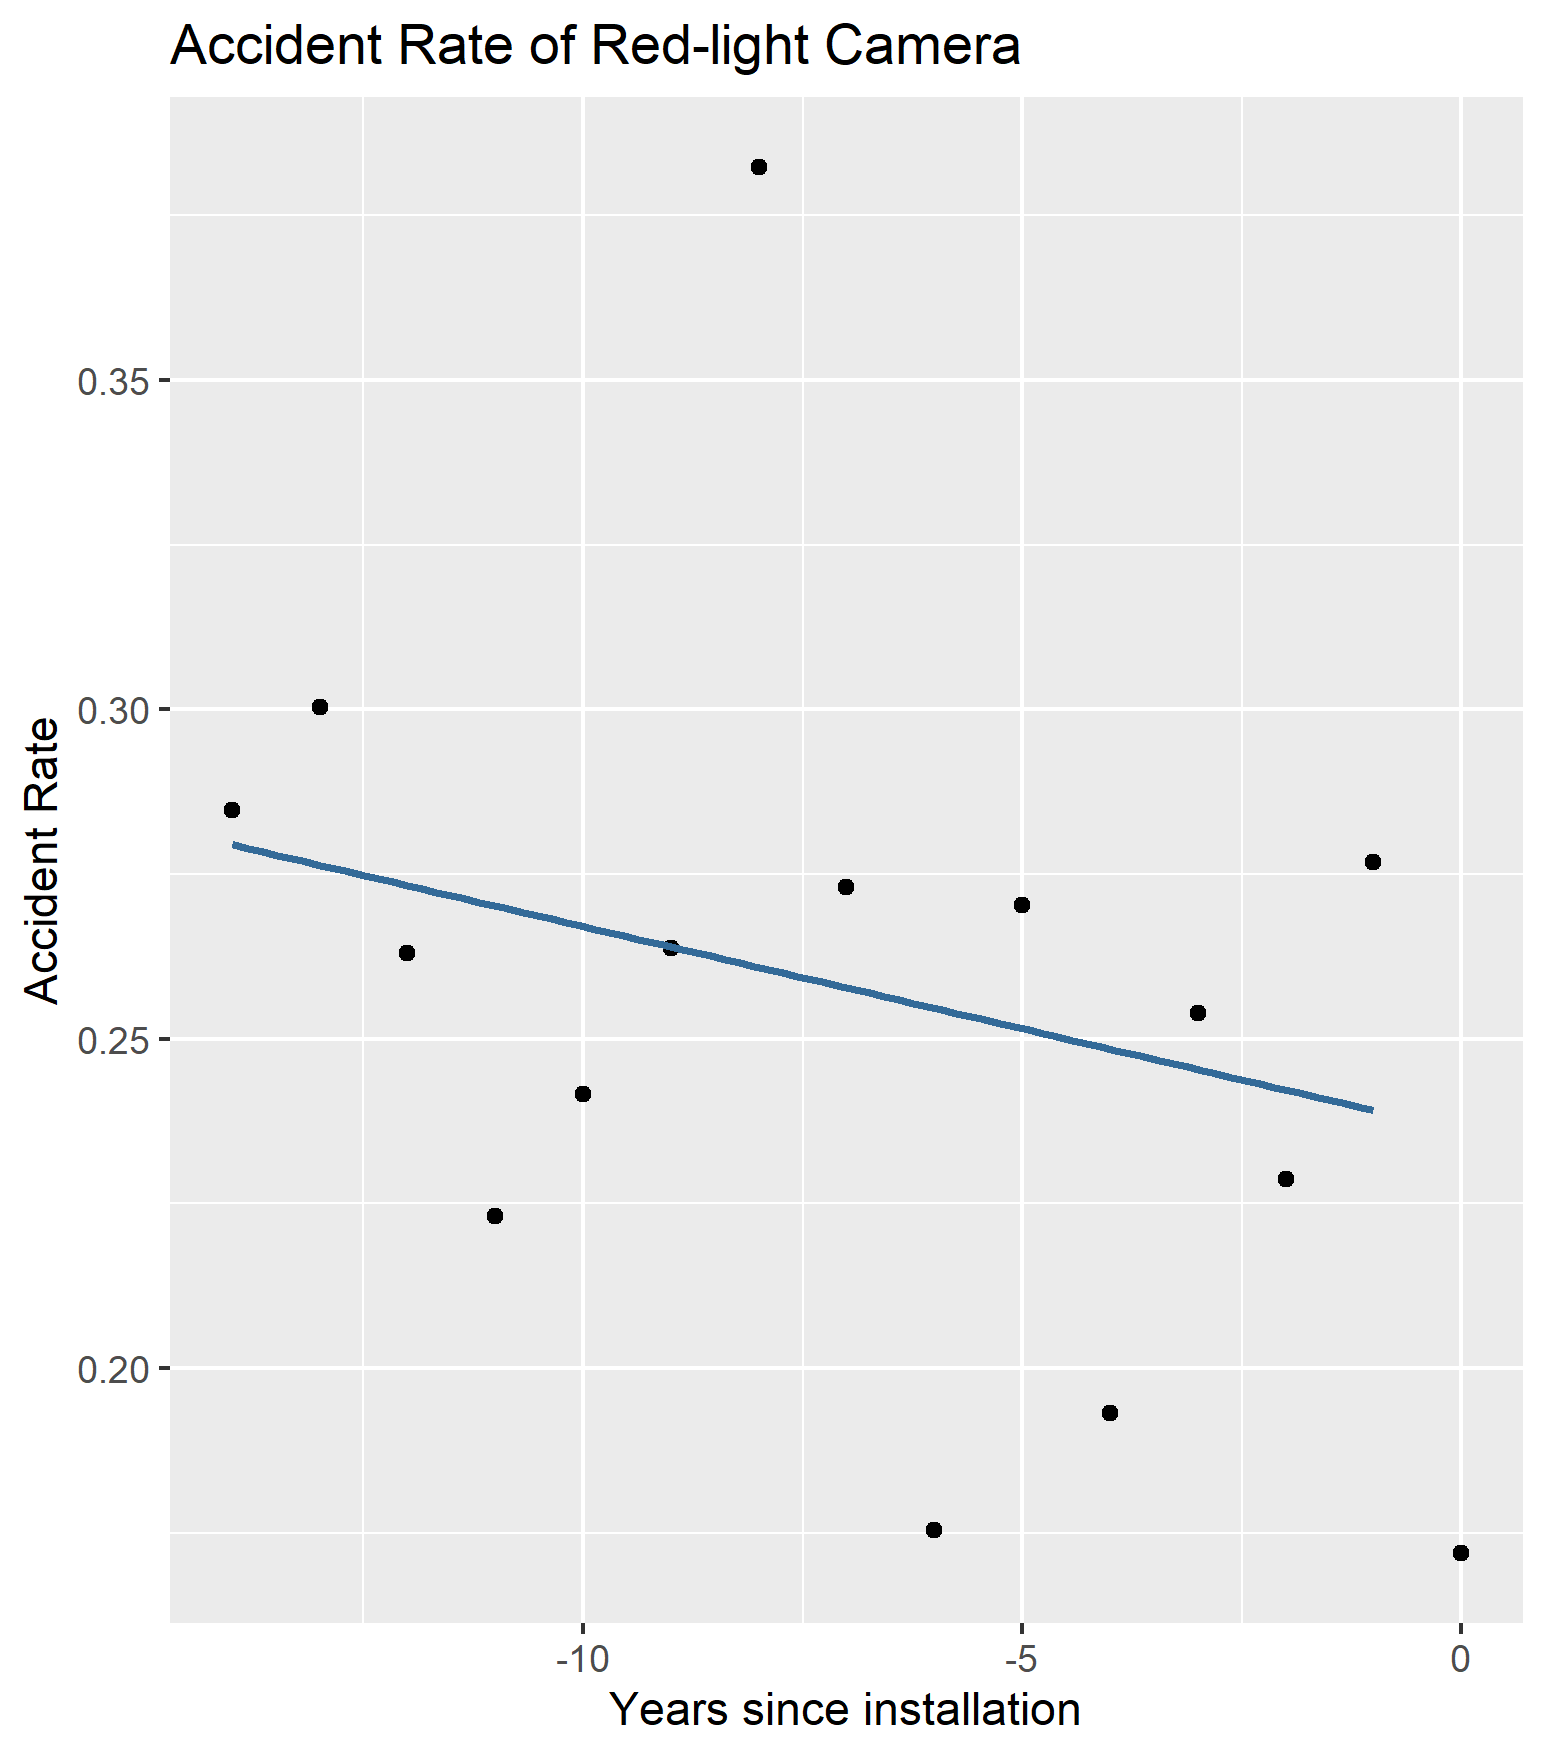 Accident Rate of Red-light Camera
0.35
0.30
0.25
0.20
Accident Rate
-10
-5
0
Years since installation